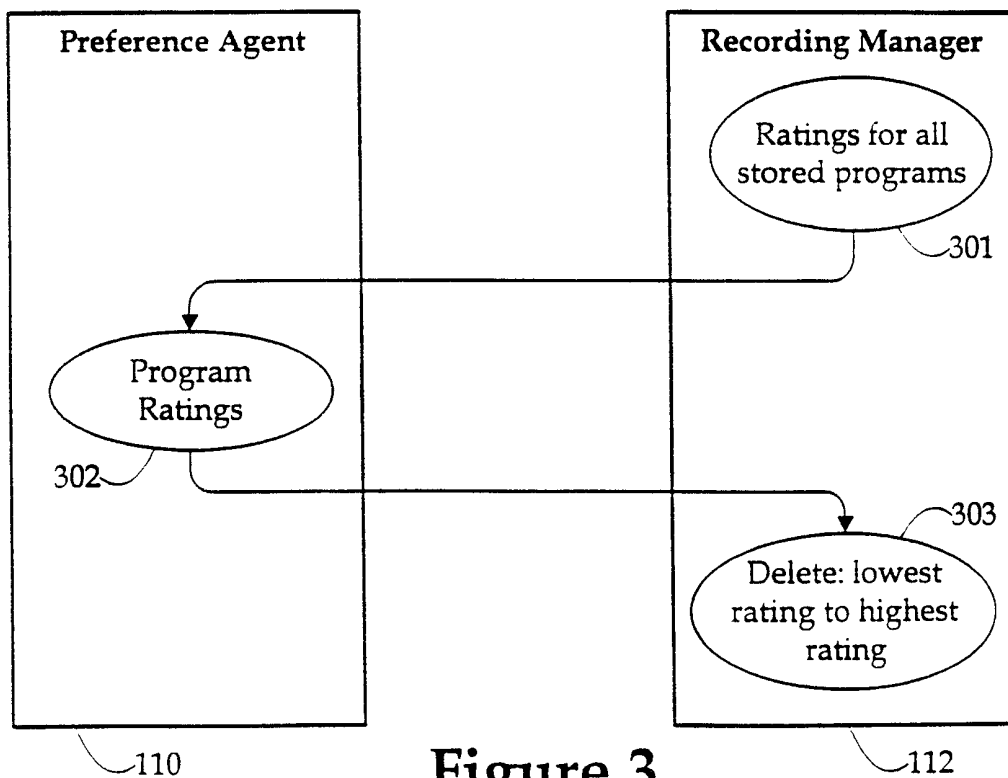 Preference Agent
Recording Manager
Ratings for all
stored programs
301
Program
Ratings
302
303
Delete: lowest
rating to highest
rating
110
112
Figure 3